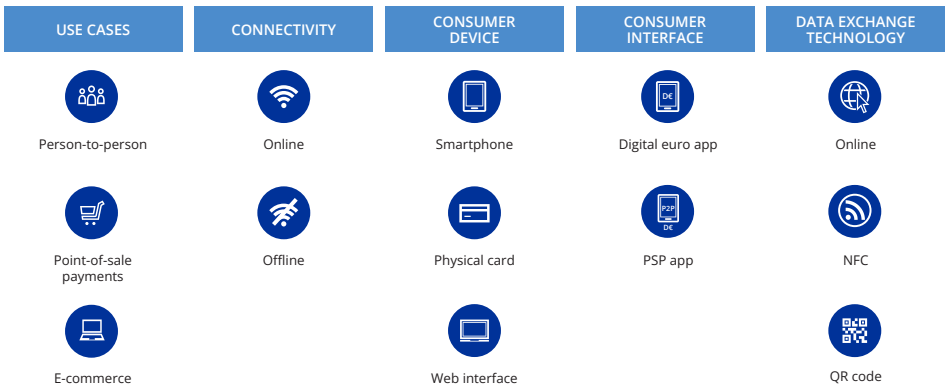 USE CASES
CONNECTIVITY
CONSUMER
DEVICE
CONSUMER
INTERFACE
DATA EXCHANGE
TECHNOLOGY
D€
Person-to-person
Online
Smartphone
Digital euro app
Online
P2P
D€
Point-of-sale
payments
Offline
Physical card
PSP app
NFC
E-commerce
Web interface
QR code